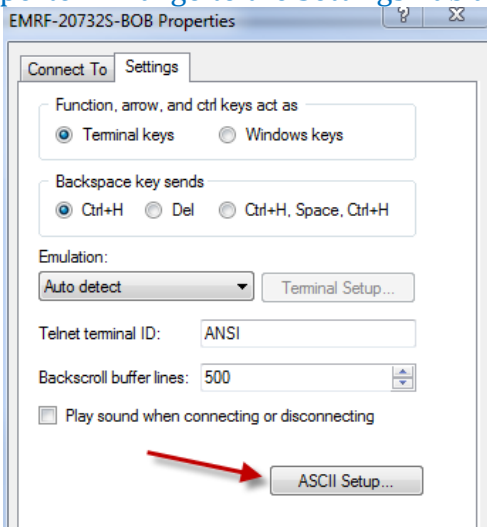 EMRF-20732S-BOB Properties
? X
Connect To Settings
Function, arrow, and ctrl keys act as
Terminal keys Windows keys
Backspace key sends
Ctrl+H Del Ctrl+H, Space, Ctrl+H
Emulation:
Auto detect Terminal Setup...
Telnet terminal ID: ANSI
Backscroll buffer lines: 500
Play sound when connecting or disconnecting
ASCII Setup...